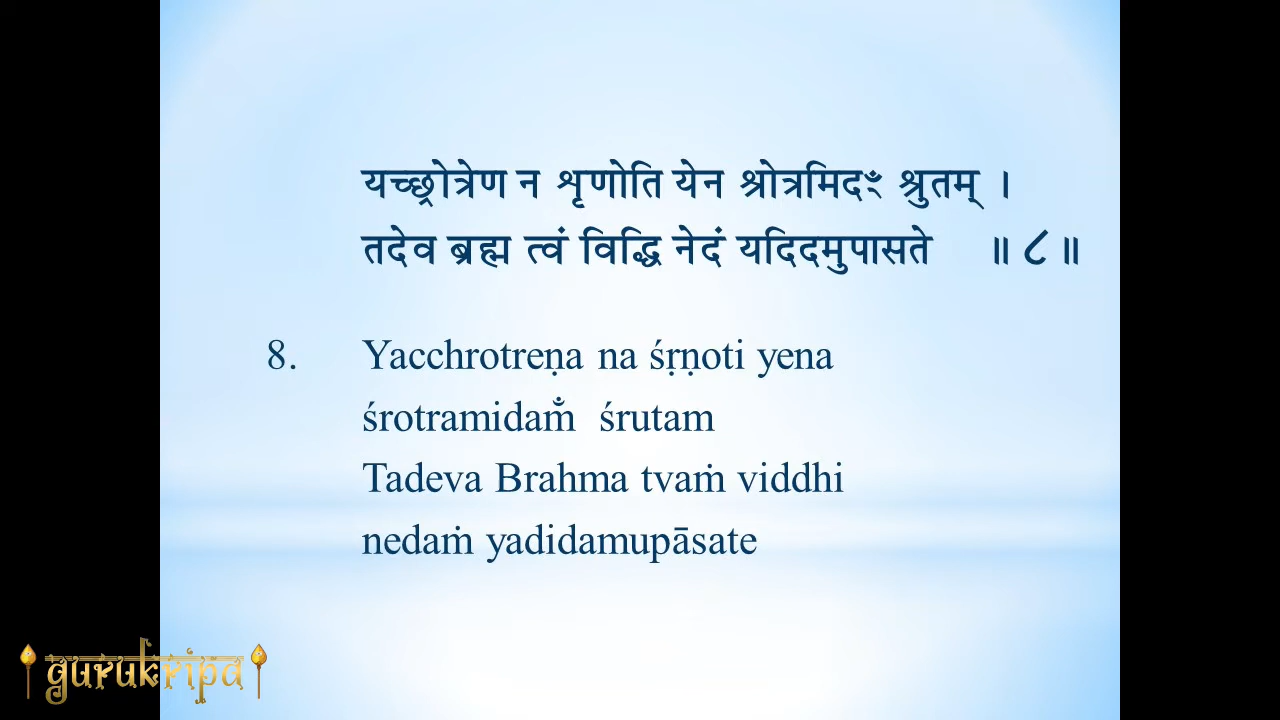 यच्छ्रोत्रेण न शृणोति येन श्रोत्रमिदꣳ श्रुतम् ।
तदेव ब्रह्म त्वं विद्धि नेदं यदिदमुपासते ॥ ८ ॥
8. Yacchrotreṇa na śṛṇoti yena
śrotramidam̐ śrutam
Tadeva Brahma tvaṁ viddhi
nedaṁ yadidamupāsate
gurukripa